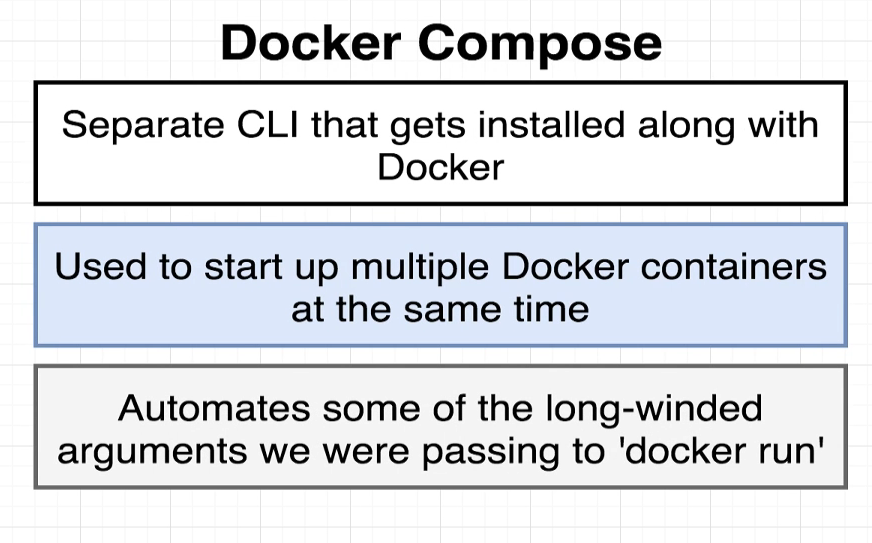 Docker Compose
Separate CLI that gets installed along with
Docker
Used to start up multiple Docker containers
at the same time
Automates some of the long-winded
arguments we were passing to 'docker run'